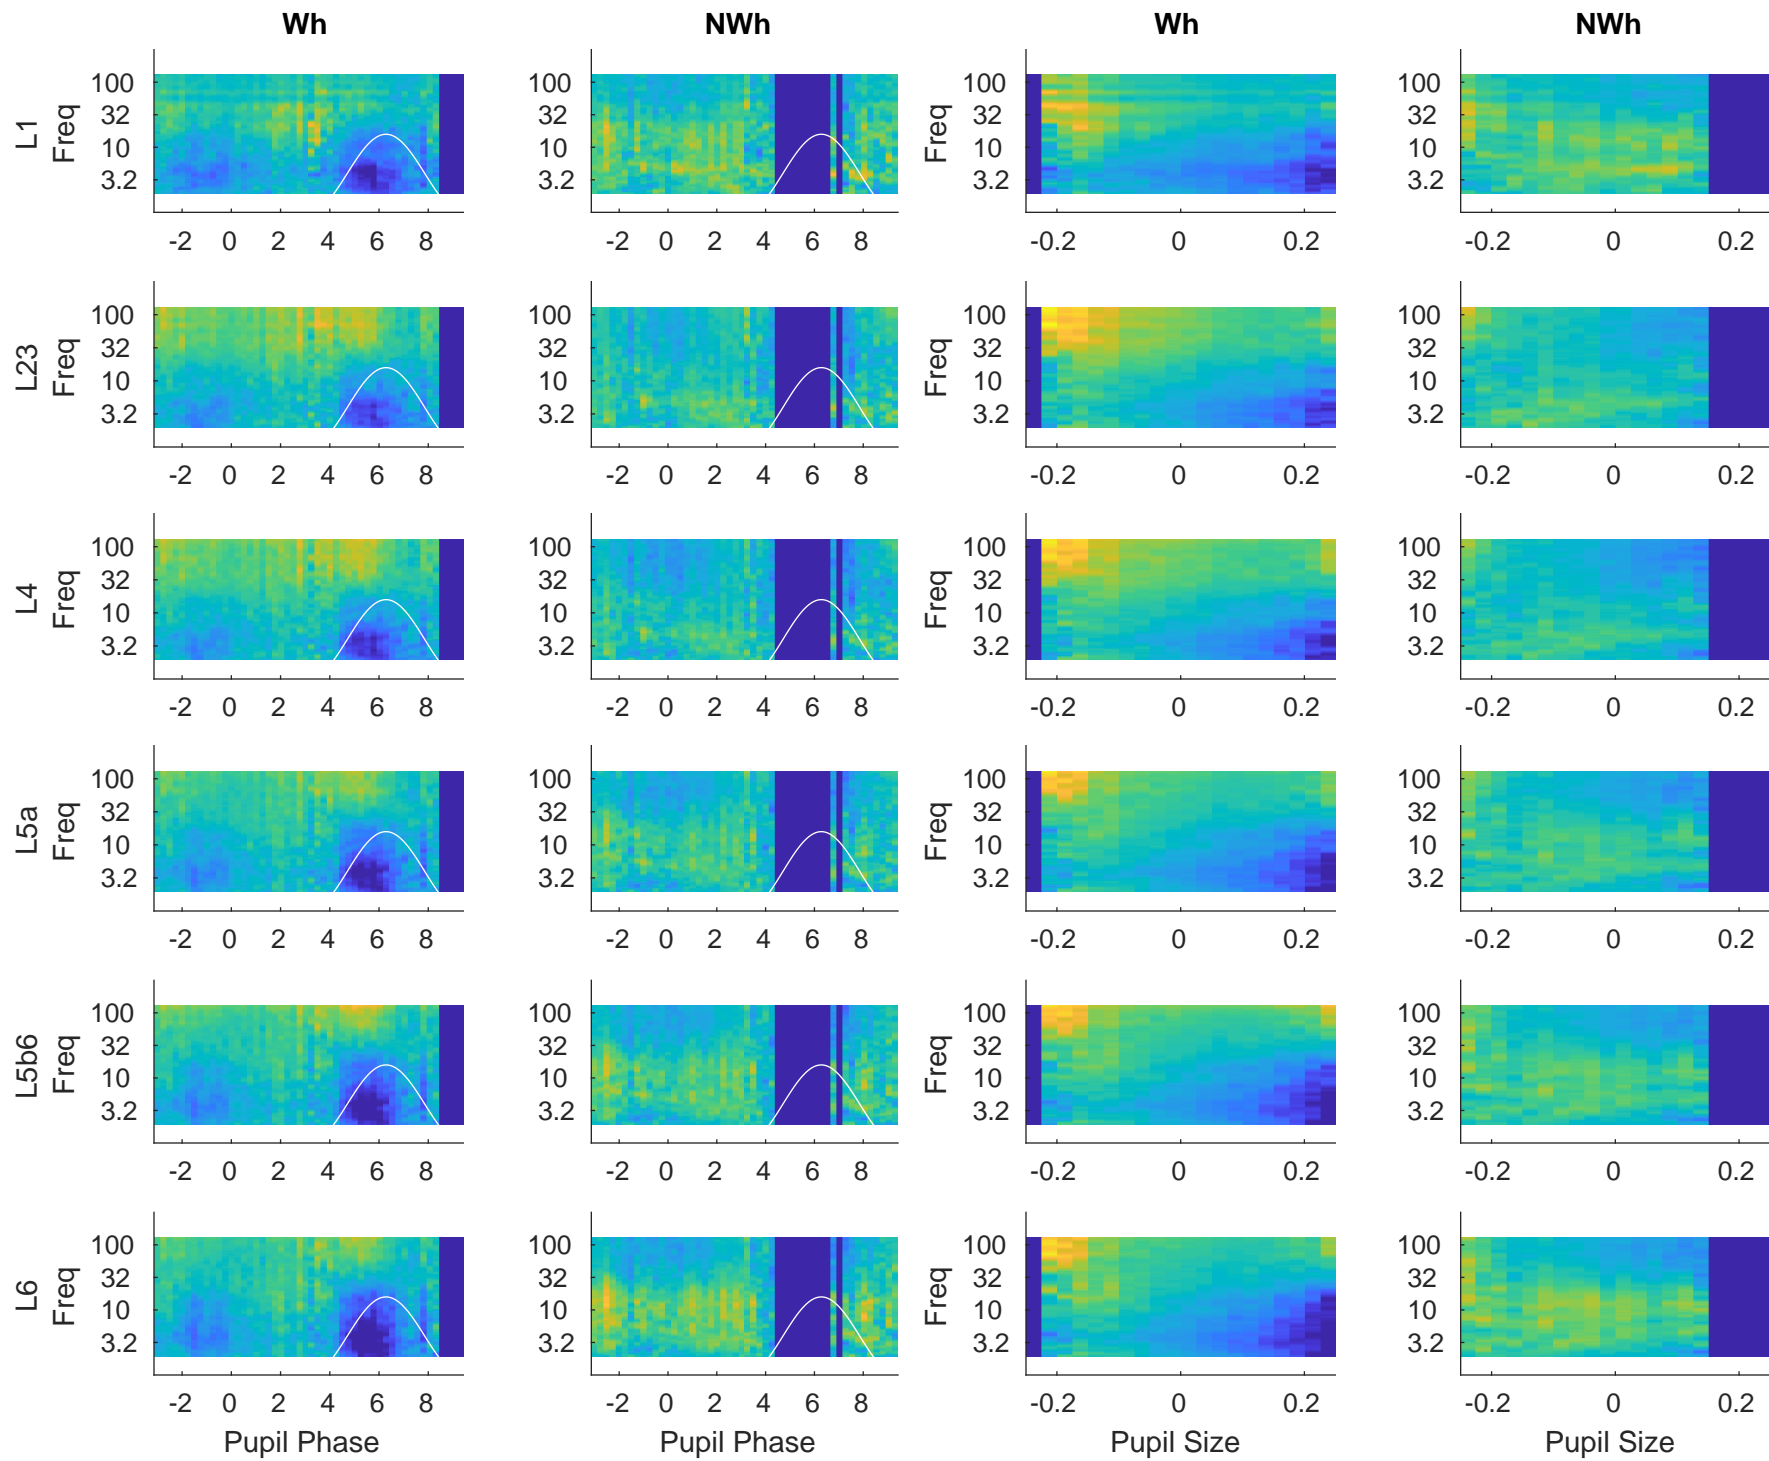 Wh NWh Wh NWh
L1 Freq 100 32 10 3.2 Freq 100 32 10 3.2
-2 0 2 4 6 8 -2 0 2 4 6 8 -0.2 0 0.2 -0.2 0 0.2
L23 Freq 100 32 10 3.2 100 32 10 3.2 Freq 100 32 10 3.2 100 32 10 3.2
-2 0 2 4 6 8 -2 0 2 4 6 8 -0.2 0 0.2 -0.2 0 0.2
L4 Freq 100 32 10 3.2 100 32 10 3.2 Freq 100 32 10 3.2 100 32 10 3.2
-2 0 2 4 6 8 -2 0 2 4 6 8 -0.2 0 0.2 -0.2 0 0.2
L5a Freq 100 32 10 3.2 100 32 10 3.2 Freq 100 32 10 3.2 100 32 10 3.2
-2 0 2 4 6 8 -2 0 2 4 6 8 -0.2 0 0.2 -0.2 0 0.2
L5b6 Freq 100 32 10 3.2 100 32 10 3.2 Freq 100 32 10 3.2 100 32 10 3.2
-2 0 2 4 6 8 -2 0 2 4 6 8 -0.2 0 0.2 -0.2 0 0.2
L6 Freq 100 32 10 3.2 100 32 10 3.2 Freq 100 32 10 3.2 100 32 10 3.2
-2 0 2 4 6 8 -2 0 2 4 6 8 -0.2 0 0.2 -0.2 0 0.2
Pupil Phase Pupil Phase Pupil Size Pupil Size